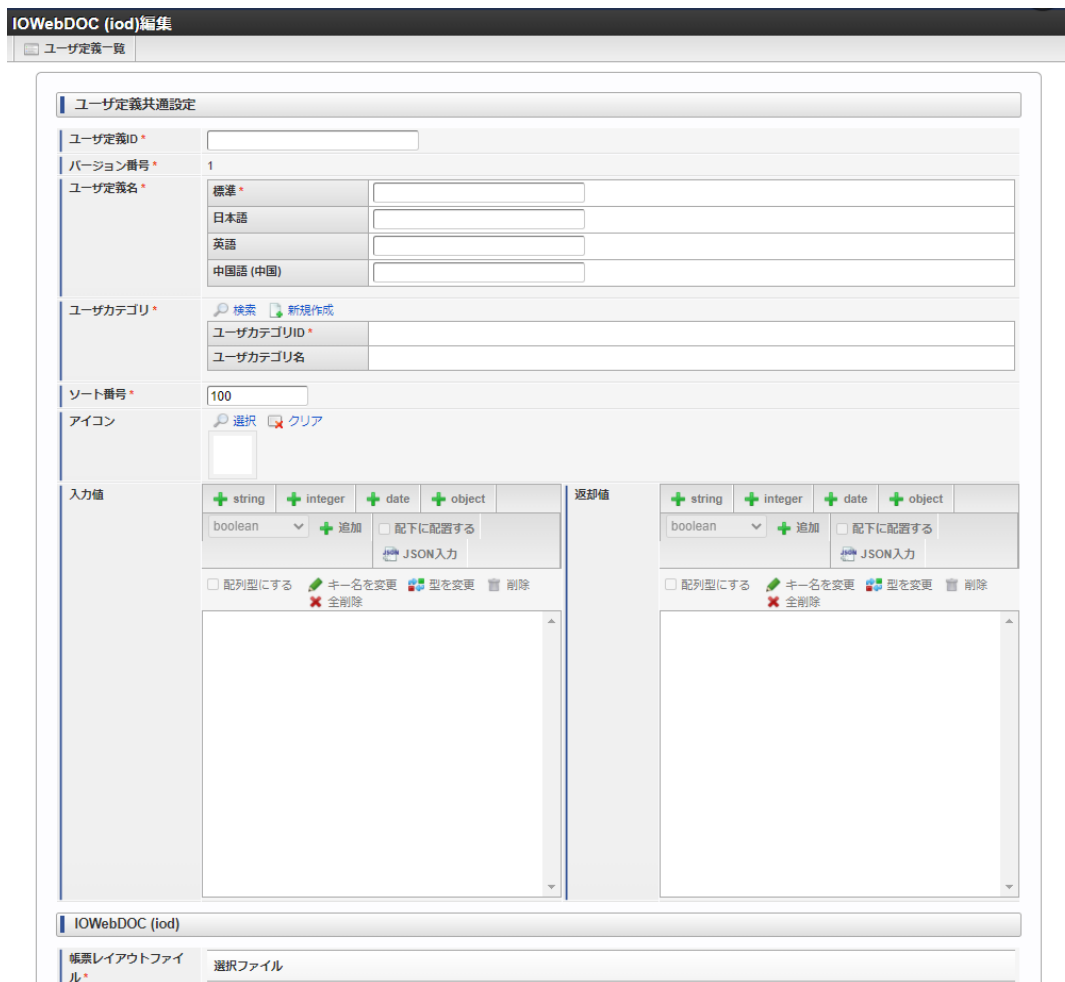 IOWebDOC (iod)編集
ユーザ定義一覧
ユーザ定義共通設定
ユーザ定義ID *
バージョン番号 * 1
ユーザ定義名 *
標準 *
日本語
英語
中国語 (中国)
ユーザカテゴリ * 検索 新規作成
ユーザカテゴリID *
ユーザカテゴリ名
ソート番号 * 100
アイコン 選択 クリア
入力値
string integer date object
boolean 追加 配下に配置する
JSON入力
配列型にする キー名を変更 型を変更 削除
全削除
返却値
string integer date object
boolean 追加 配下に配置する
JSON入力
配列型にする キー名を変更 型を変更 削除
全削除
IOWebDOC (iod)
帳票レイアウトファイ
ル *
選択ファイル